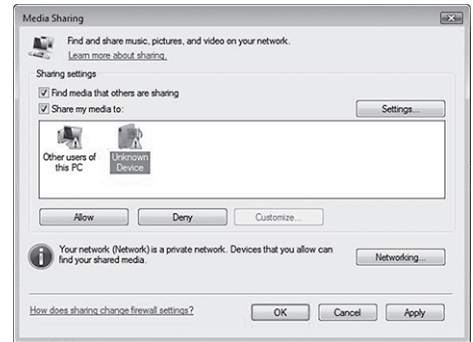 Media Sharing
Find and share music, pictures, and video on your network.
Learn more about sharing.
Sharing settings
Find media that others are sharing
Share my media to:
Settings...
Other users of
this PC
Unknown
Device
Allow
Deny
Customize...
Your network (Network) is a private network. Devices that you allow can
find your shared media.
Networking...
How does sharing change firewall settings?
OK
Cancel
Apply